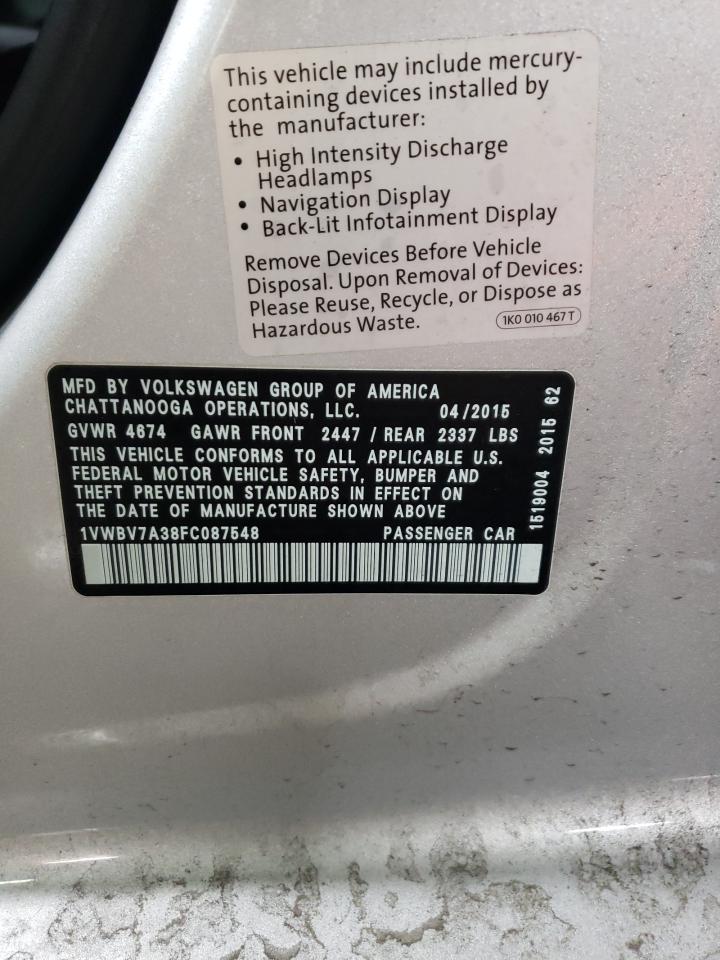 This vehicle may include mercury-
containing devices installed by
the manufacturer:
• High Intensity Discharge
Headlamps
• Navigation Display
• Back-Lit Infotainment Display
Remove Devices Before Vehicle
Disposal. Upon Removal of Devices:
Please Reuse, Recycle, or Dispose as
Hazardous Waste.
1K0 010 467 T
MFD BY VOLKSWAGEN GROUP OF AMERICA
CHATTANOOGA OPERATIONS, LLC. 04/2015
GVWR 4674 GAWR FRONT 2447 / REAR 2337 LBS
THIS VEHICLE CONFORMS TO ALL APPLICABLE U.S.
FEDERAL MOTOR VEHICLE SAFETY, BUMPER AND
THEFT PREVENTION STANDARDS IN EFFECT ON
THE DATE OF MANUFACTURE SHOWN ABOVE
1VWBV7A38FC087548 PASSENGER CAR
1519004 2015 62